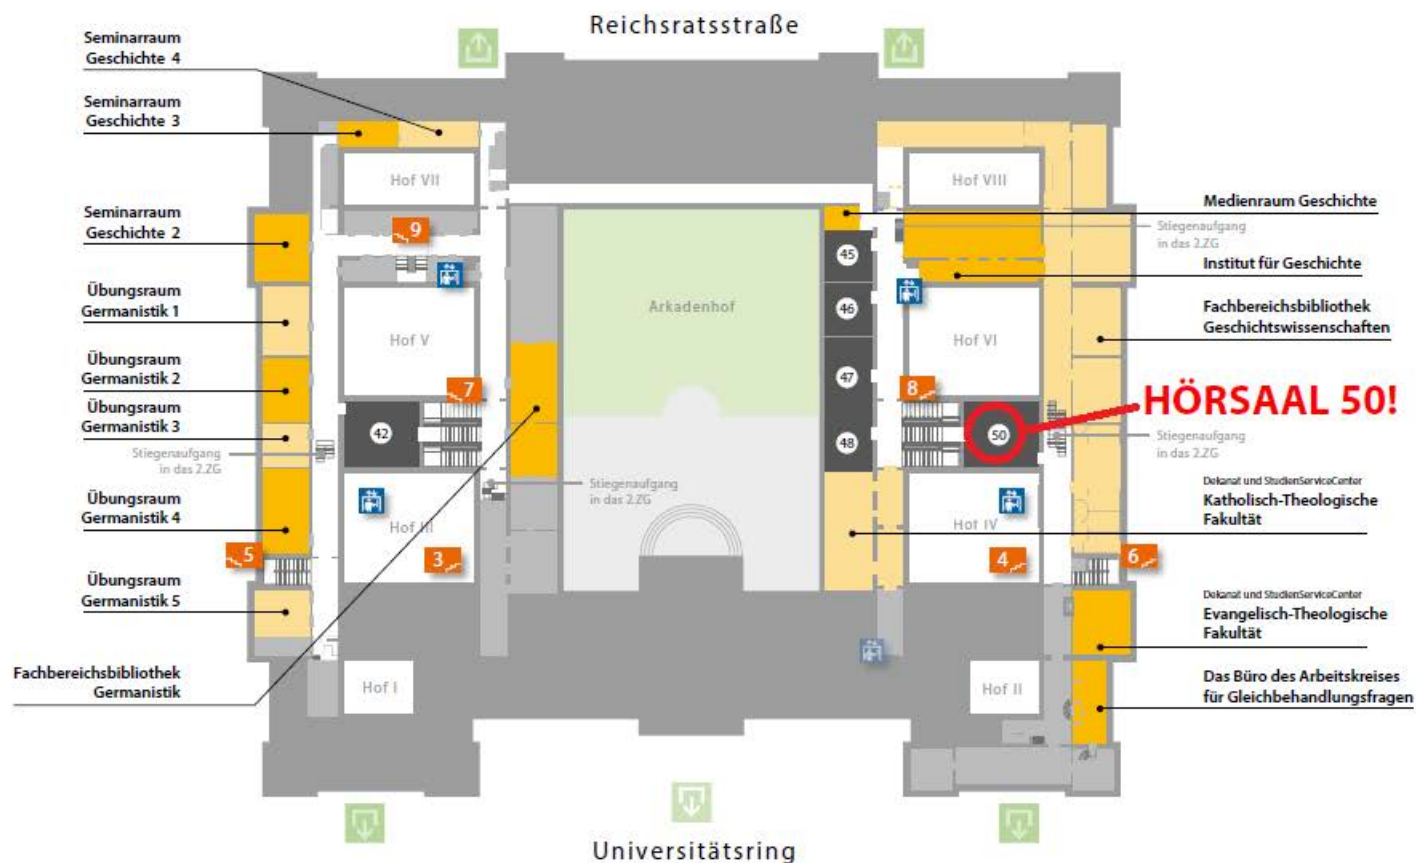 Reichsratsstraße
Seminarraum
Geschichte 4
Seminarraum
Geschichte 3
Seminarraum
Geschichte 2
Übungsraum
Germanistik 1
Übungsraum
Germanistik 2
Übungsraum
Germanistik 3
Stiegenaufgang
in das 2.ZG
Übungsraum
Germanistik 4
Übungsraum
Germanistik 5
Fachbereichsbibliothek
Germanistik
Hof VII
9
Hof V
7
42
Hof III
3
5
Hof I
Arkadenhof
Stiegenaufgang
in das 2.ZG
45
46
47
48
Hof VIII
Hof VI
8
50
Hof IV
4
6
Hof II
Medienraum Geschichte
Stiegenaufgang
in das 2.ZG
Institut für Geschichte
Fachbereichsbibliothek
Geschichtswissenschaften
HÖRSAAL 50!
Stiegenaufgang
in das 2.ZG
Dekanat und StudienServiceCenter
Katholisch-Theologische
Fakultät
Dekanat und StudienServiceCenter
Evangelisch-Theologische
Fakultät
Das Büro des Arbeitskreises
für Gleichbehandlungsfragen
Universitätsring